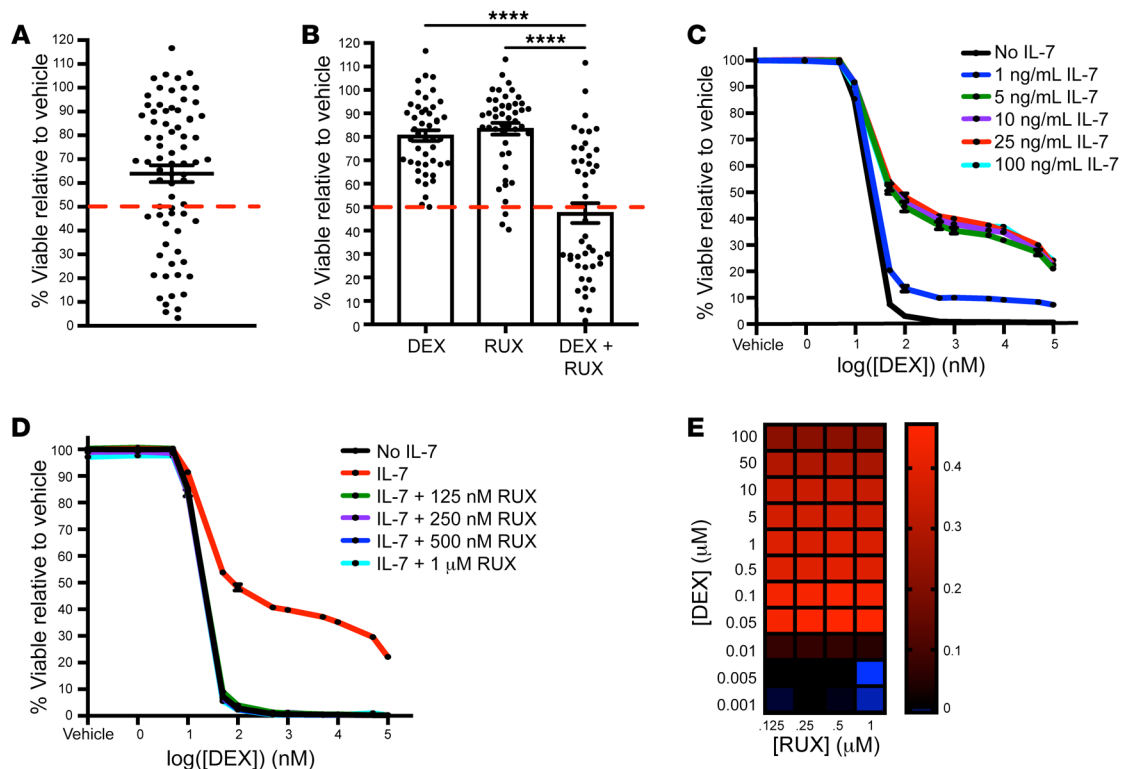 A
% Viable relative to vehicle
120
110
100
90
80
70
60
50
40
30
20
10
0
B
% Viable relative to vehicle
120
110
100
90
80
70
60
50
40
30
20
10
0
****
****
DEX
RUX
DEX +
RUX
C
% Viable relative to vehicle
100
90
80
70
60
50
40
30
20
10
0
No IL-7
1 ng/mL IL-7
5 ng/mL IL-7
10 ng/mL IL-7
25 ng/mL IL-7
100 ng/mL IL-7
Vehicle 0 1 2 3 4 5
log([DEX]) (nM)
D
% Viable relative to vehicle
100
90
80
70
60
50
40
30
20
10
0
No IL-7
IL-7
IL-7 + 125 nM RUX
IL-7 + 250 nM RUX
IL-7 + 500 nM RUX
IL-7 + 1 μM RUX
Vehicle 0 1 2 3 4 5
log([DEX]) (nM)
E
[DEX] (μM)
100
50
10
5
1
0.5
0.1
0.05
0.01
0.005
0.001
.125 .25 .5 1
[RUX] (μM)
0.4
0.3
0.2
0.1
0